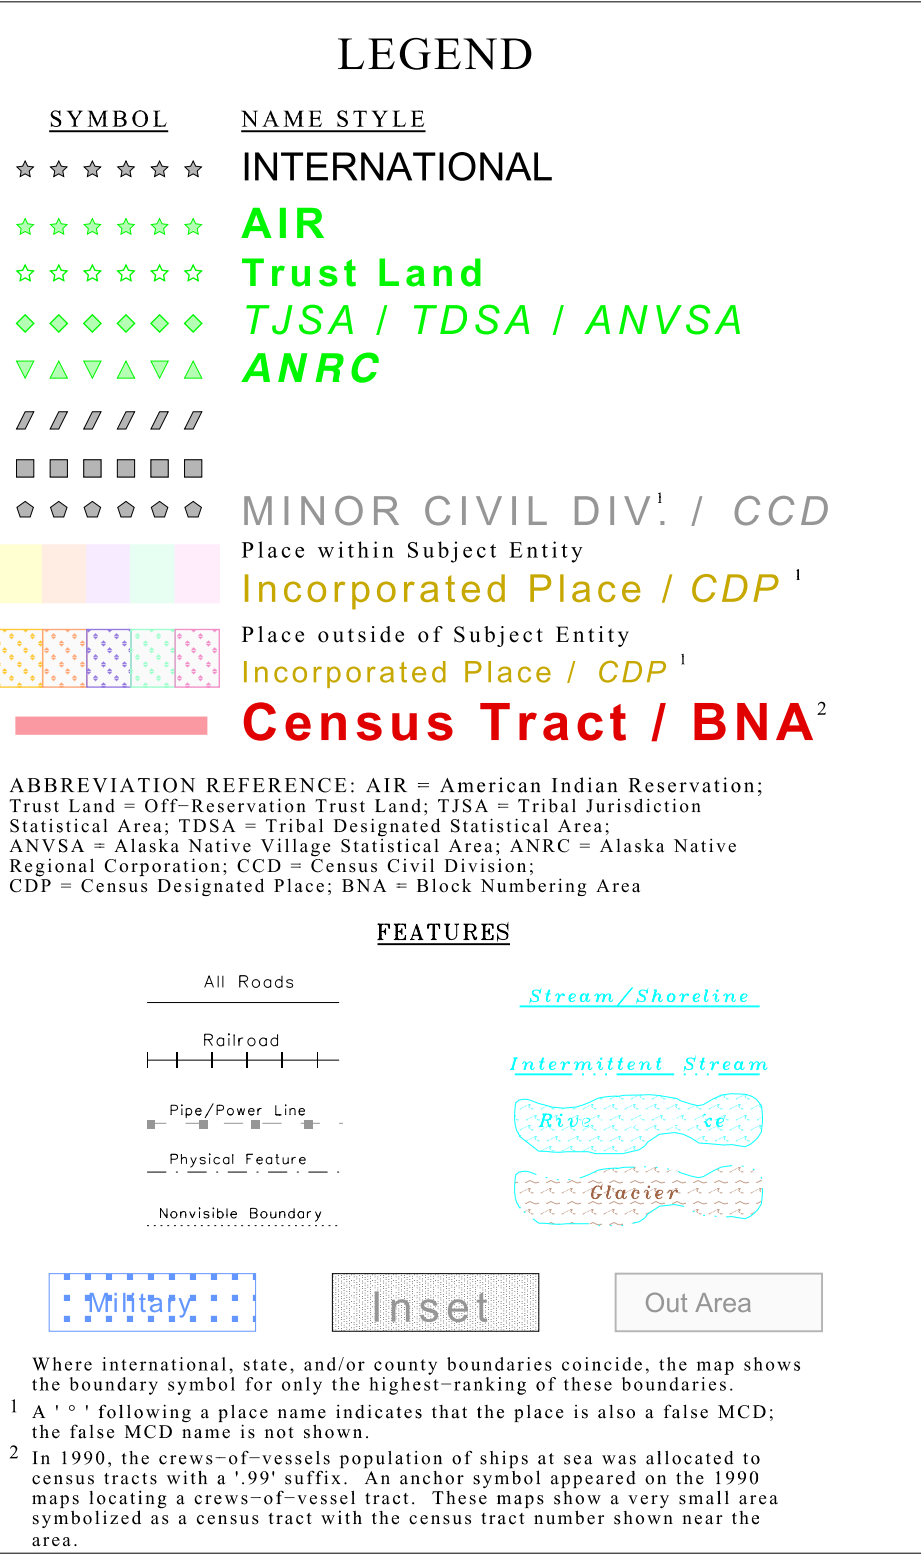 LEGEND
SYMBOL NAME STYLE
INTERNATIONAL
AIR
Trust Land
TJSA / TDSA / ANVSA
ANRC
MINOR CIVIL DIV.¹ / CCD
Place within Subject Entity
Incorporated Place / CDP ¹
Place outside of Subject Entity
Incorporated Place / CDP ¹
Census Tract / BNA²
ABBREVIATION REFERENCE: AIR = American Indian Reservation;
Trust Land = Off−Reservation Trust Land; TJSA = Tribal Jurisdiction
Statistical Area; TDSA = Tribal Designated Statistical Area;
ANVSA = Alaska Native Village Statistical Area; ANRC = Alaska Native
Regional Corporation; CCD = Census Civil Division;
CDP = Census Designated Place; BNA = Block Numbering Area
FEATURES
All Roads
Railroad
Pipe/Power Line
Physical Feature
Nonvisible Boundary
Stream/Shoreline
Intermittent Stream
Rive ce
Glacier
Military
Inset
Out Area
Where international, state, and/or county boundaries coincide, the map shows
the boundary symbol for only the highest−ranking of these boundaries.
1 A ' ° ' following a place name indicates that the place is also a false MCD;
the false MCD name is not shown.
2 In 1990, the crews−of−vessels population of ships at sea was allocated to
census tracts with a '.99' suffix. An anchor symbol appeared on the 1990
maps locating a crews−of−vessel tract. These maps show a very small area
symbolized as a census tract with the census tract number shown near the
area.